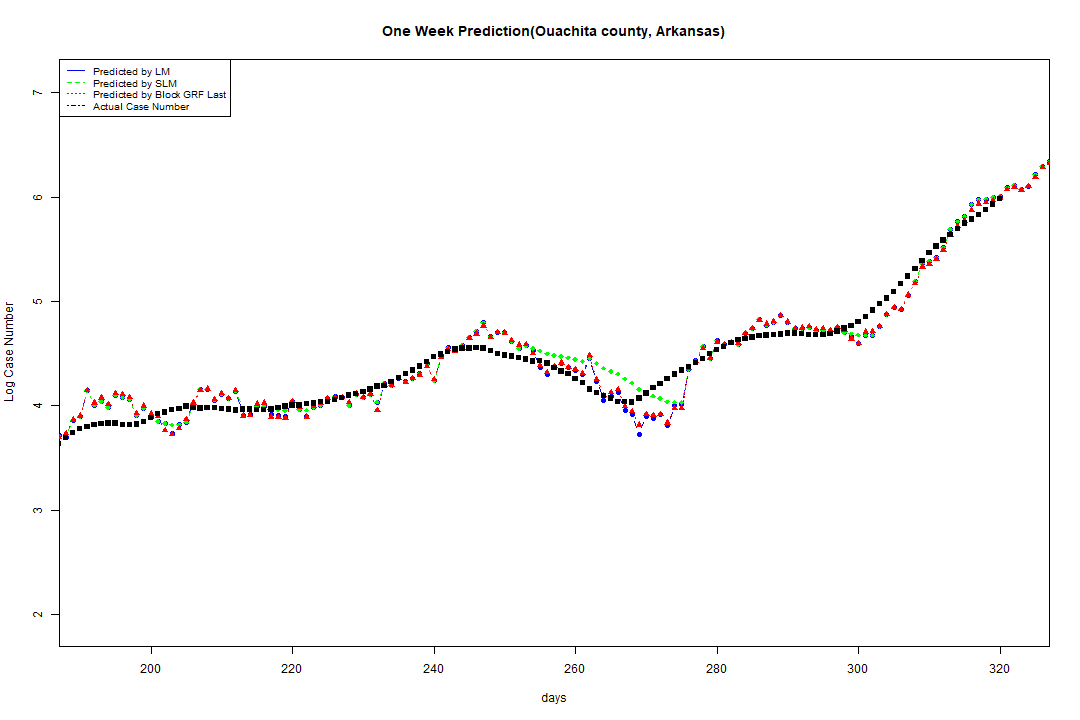 One Week Prediction(Ouachita county, Arkansas)
Predicted by LM
Predicted by SLM
Predicted by Block GRF Last
Actual Case Number
7
6
5
4
3
2
Log Case Number
200 220 240 260 280 300 320
days